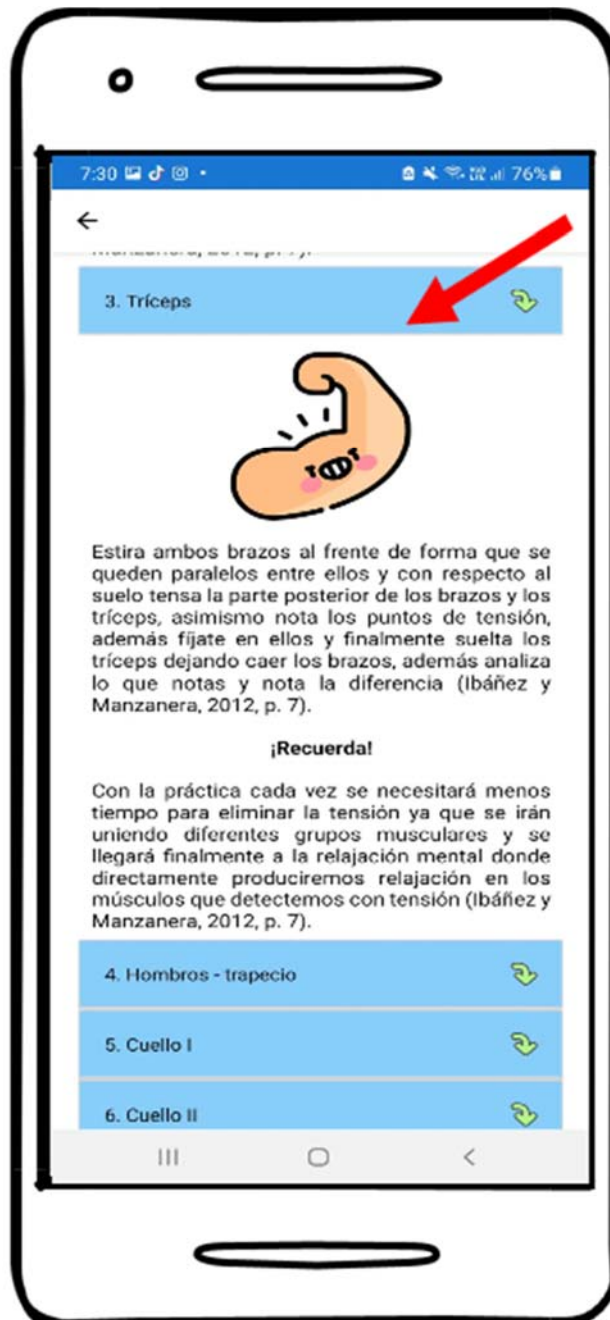 7:30
76%
3. Tríceps
Estira ambos brazos al frente de forma que se
queden paralelos entre ellos y con respecto al
suelo tensa la parte posterior de los brazos y los
tríceps, asimismo nota los puntos de tensión,
además fíjate en ellos y finalmente suelta los
tríceps dejando caer los brazos, además analiza
lo que notas y nota la diferencia (Ibáñez y
Manzanera, 2012, p. 7).
¡Recuerda!
Con la práctica cada vez se necesitará menos
tiempo para eliminar la tensión ya que se irán
uniendo diferentes grupos musculares y se
llegará finalmente a la relajación mental donde
directamente produciremos relajación en los
músculos que detectemos con tensión (Ibáñez y
Manzanera, 2012, p. 7).
4. Hombros - trapecio
5. Cuello I
6. Cuello II